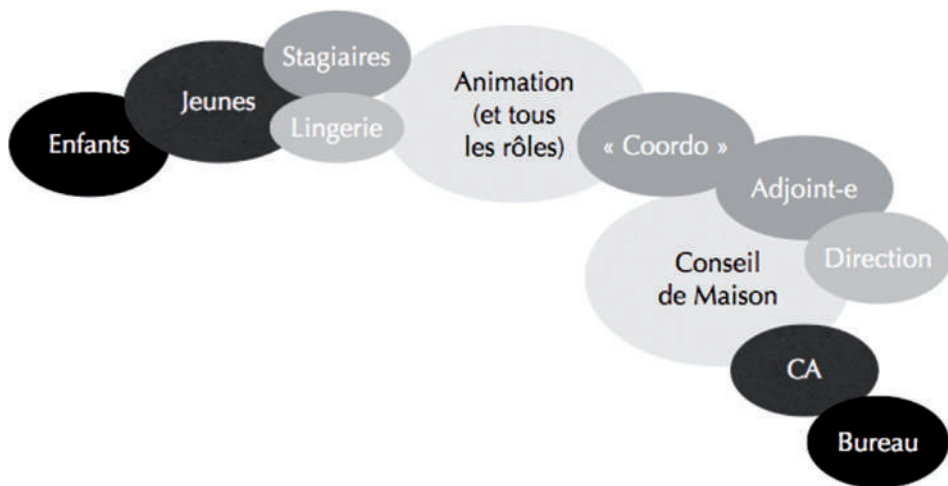 Enfants
Jeunes
Stagiaires
Lingerie
Animation
(et tous
les rôles)
« Coordo »
Adjoint-e
Direction
Conseil
de Maison
CA
Bureau